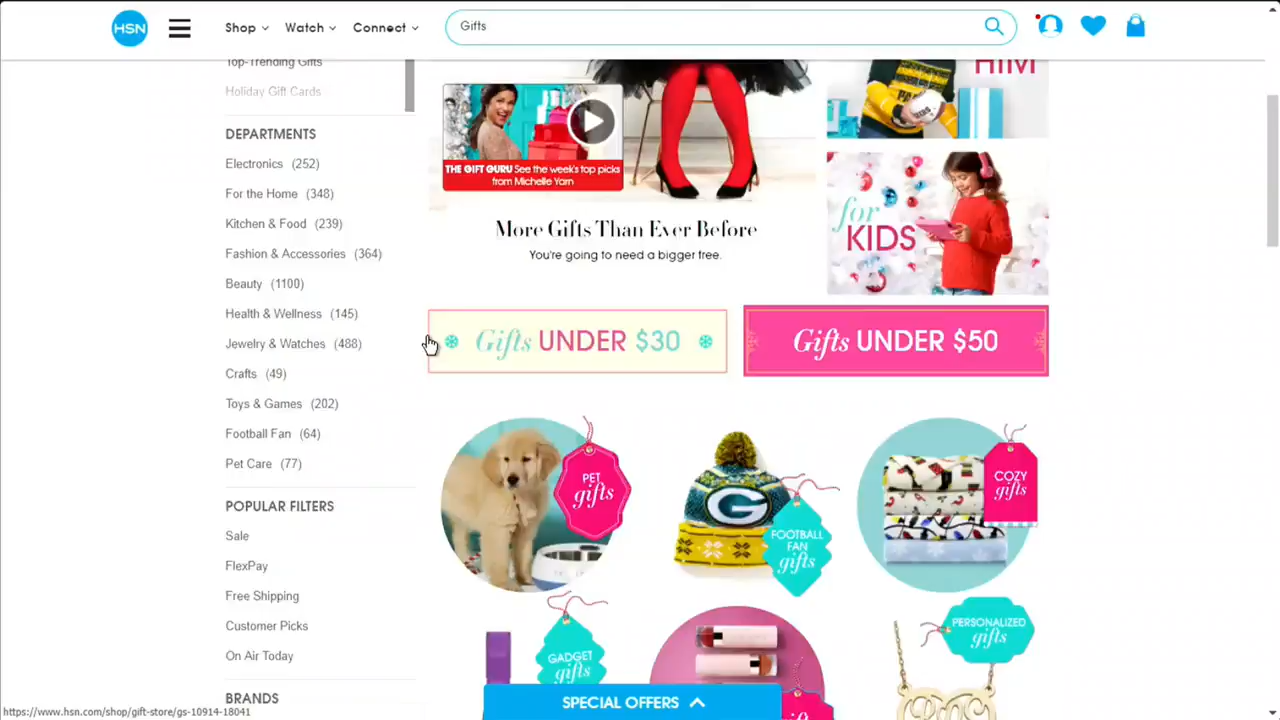 HSN
Shop
Watch
Connect
Gifts
Top-Trending Gifts
Holiday Gift Cards
DEPARTMENTS
Electronics (252)
For the Home (348)
Kitchen & Food (239)
Fashion & Accessories (364)
Beauty (1100)
Health & Wellness (145)
Jewelry & Watches (488)
Crafts (49)
Toys & Games (202)
Football Fan (64)
Pet Care (77)
POPULAR FILTERS
Sale
FlexPay
Free Shipping
Customer Picks
On Air Today
BRANDS
THE GIFT GURU See the week's top picks
from Michelle Yarn
More Gifts Than Ever Before
You're going to need a bigger tree.
HIM
for
KIDS
Gifts UNDER $30
Gifts UNDER $50
PET
gifts
G
FOOTBALL
FAN
gifts
COZY
gifts
GADGET
gifts
PERSONALIZED
gifts
SPECIAL OFFERS
https://www.hsn.com/shop/gift-store/gs-10914-18041